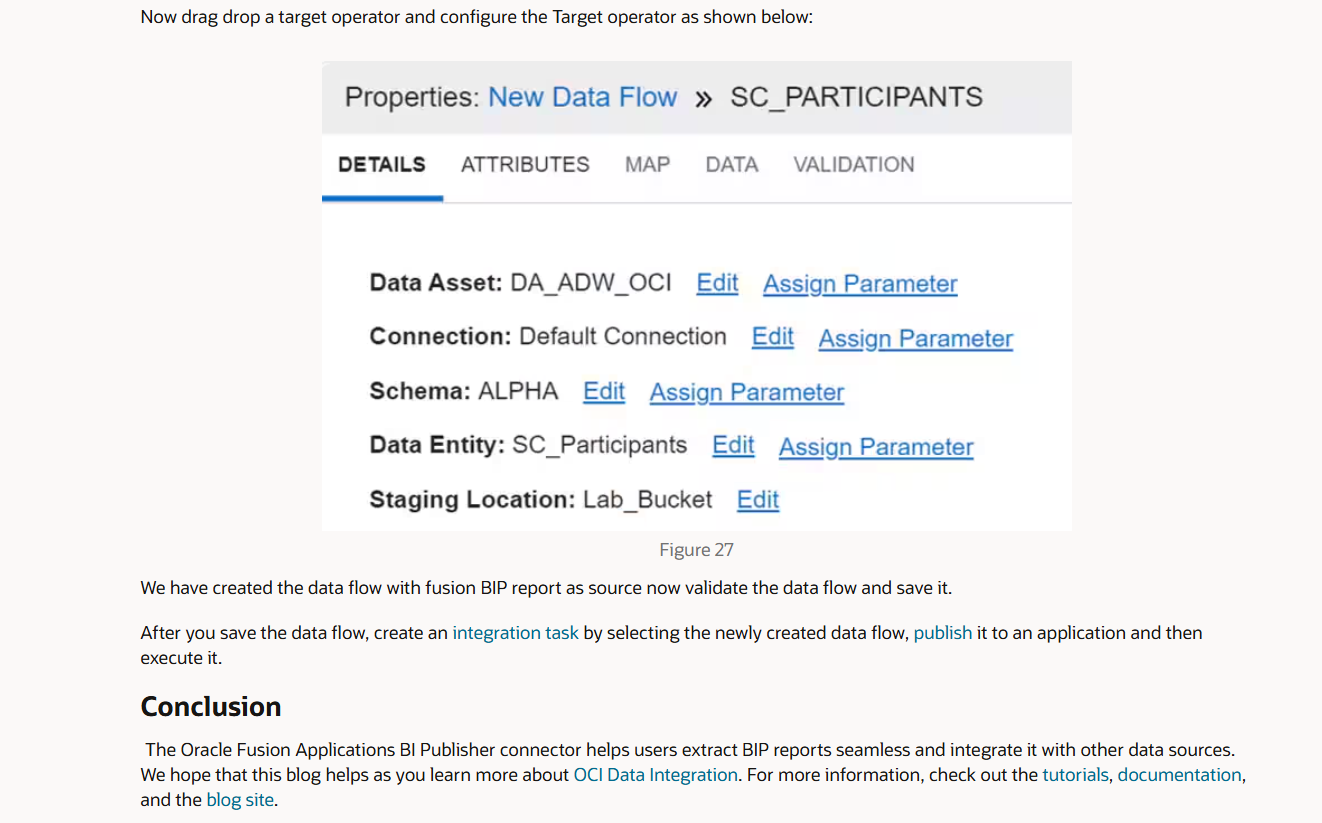 Now drag drop a target operator and configure the Target operator as shown below:
Properties: New Data Flow » SC_PARTICIPANTS
DETAILS ATTRIBUTES MAP DATA VALIDATION
Data Asset: DA_ADW_OCI Edit Assign Parameter
Connection: Default Connection Edit Assign Parameter
Schema: ALPHA Edit Assign Parameter
Data Entity: SC_Participants Edit Assign Parameter
Staging Location: Lab_Bucket Edit
Figure 27
We have created the data flow with fusion BIP report as source now validate the data flow and save it.
After you save the data flow, create an integration task by selecting the newly created data flow, publish it to an application and then
execute it.
Conclusion
The Oracle Fusion Applications BI Publisher connector helps users extract BIP reports seamless and integrate it with other data sources.
We hope that this blog helps as you learn more about OCI Data Integration. For more information, check out the tutorials, documentation,
and the blog site.